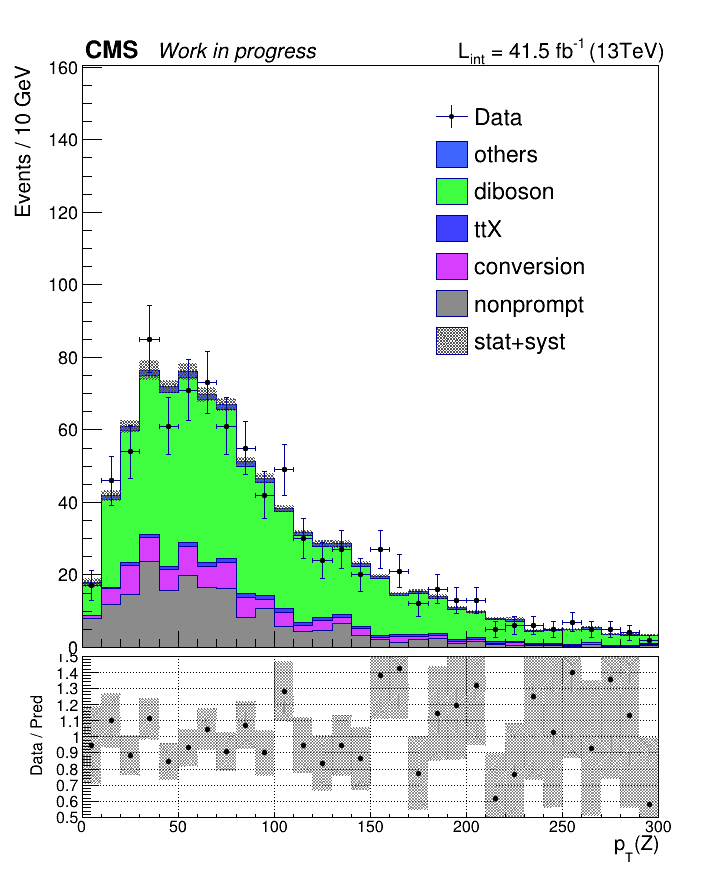 CMS Work in progress L_int = 41.5 fb^-1 (13TeV)
Events / 10 GeV
160
140
120
100
80
60
40
20
0
Data
others
diboson
ttX
conversion
nonprompt
stat+syst
Data / Pred
1.5
1.4
1.3
1.2
1.1
1
0.9
0.8
0.7
0.6
0.5
0 50 100 150 200 250 300
p_T(Z)